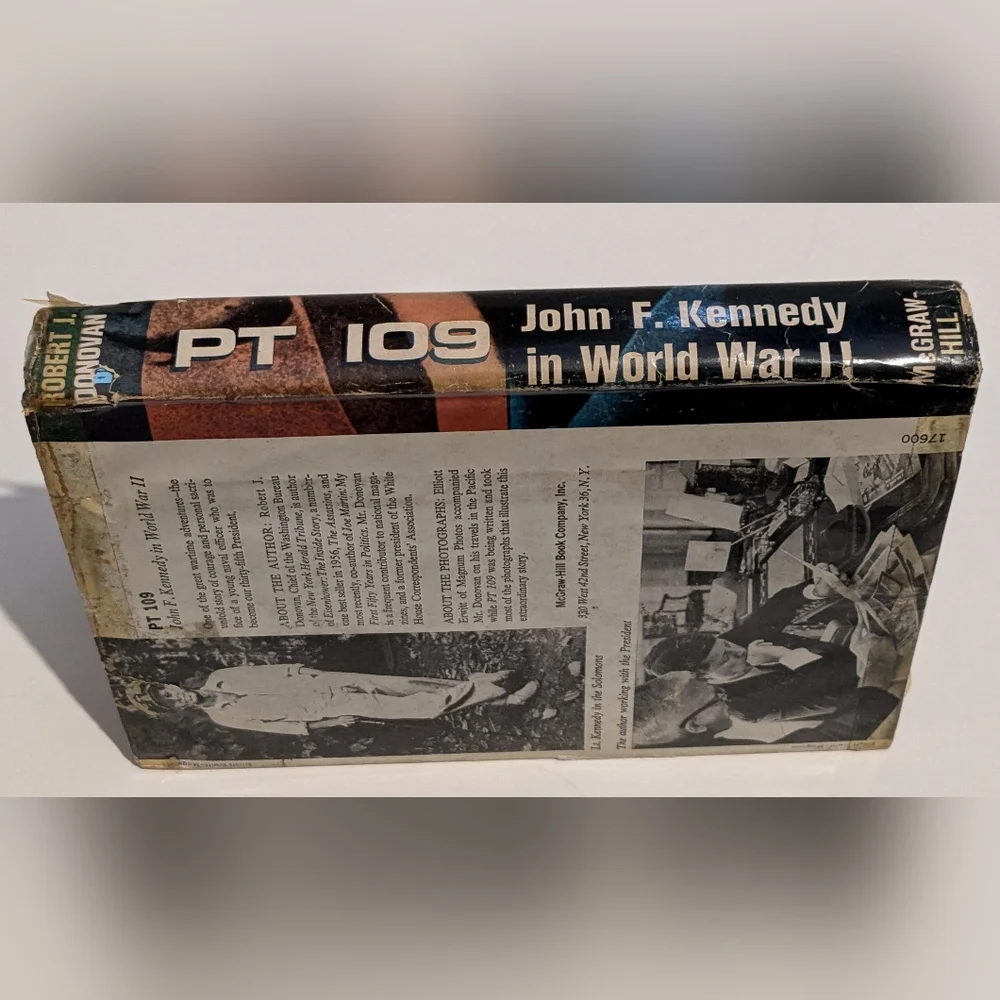 ROBERT J.
DONOVAN
PT 109
John F. Kennedy
in World War II
McGRAW-
HILL
17600
PT 109
John F. Kennedy in World War II
One of the great wartime adventures—the
untold story of courage and personal sacri-
fice of a young naval officer who was to
become our thirty-fifth President.
ABOUT THE AUTHOR: Robert J.
Donovan, Chief of the Washington Bureau
of the New York Herald Tribune, is author
of Eisenhower: The Inside Story, a number-
one best seller in 1956, The Assassins, and
most recently, co-author of Joe Martin: My
First Fifty Years in Politics. Mr. Donovan
is a frequent contributor to national maga-
zines, and a former president of the White
House Correspondents' Association.
ABOUT THE PHOTOGRAPHS: Elliott
Erwitt of Magnum Photos accompanied
Mr. Donovan on his travels in the Pacific
while PT 109 was being written and took
most of the photographs that illustrate this
extraordinary story.
McGraw-Hill Book Company, Inc.
330 West 42nd Street, New York 36, N. Y.
Lt. Kennedy in the Solomons
The author working with the President